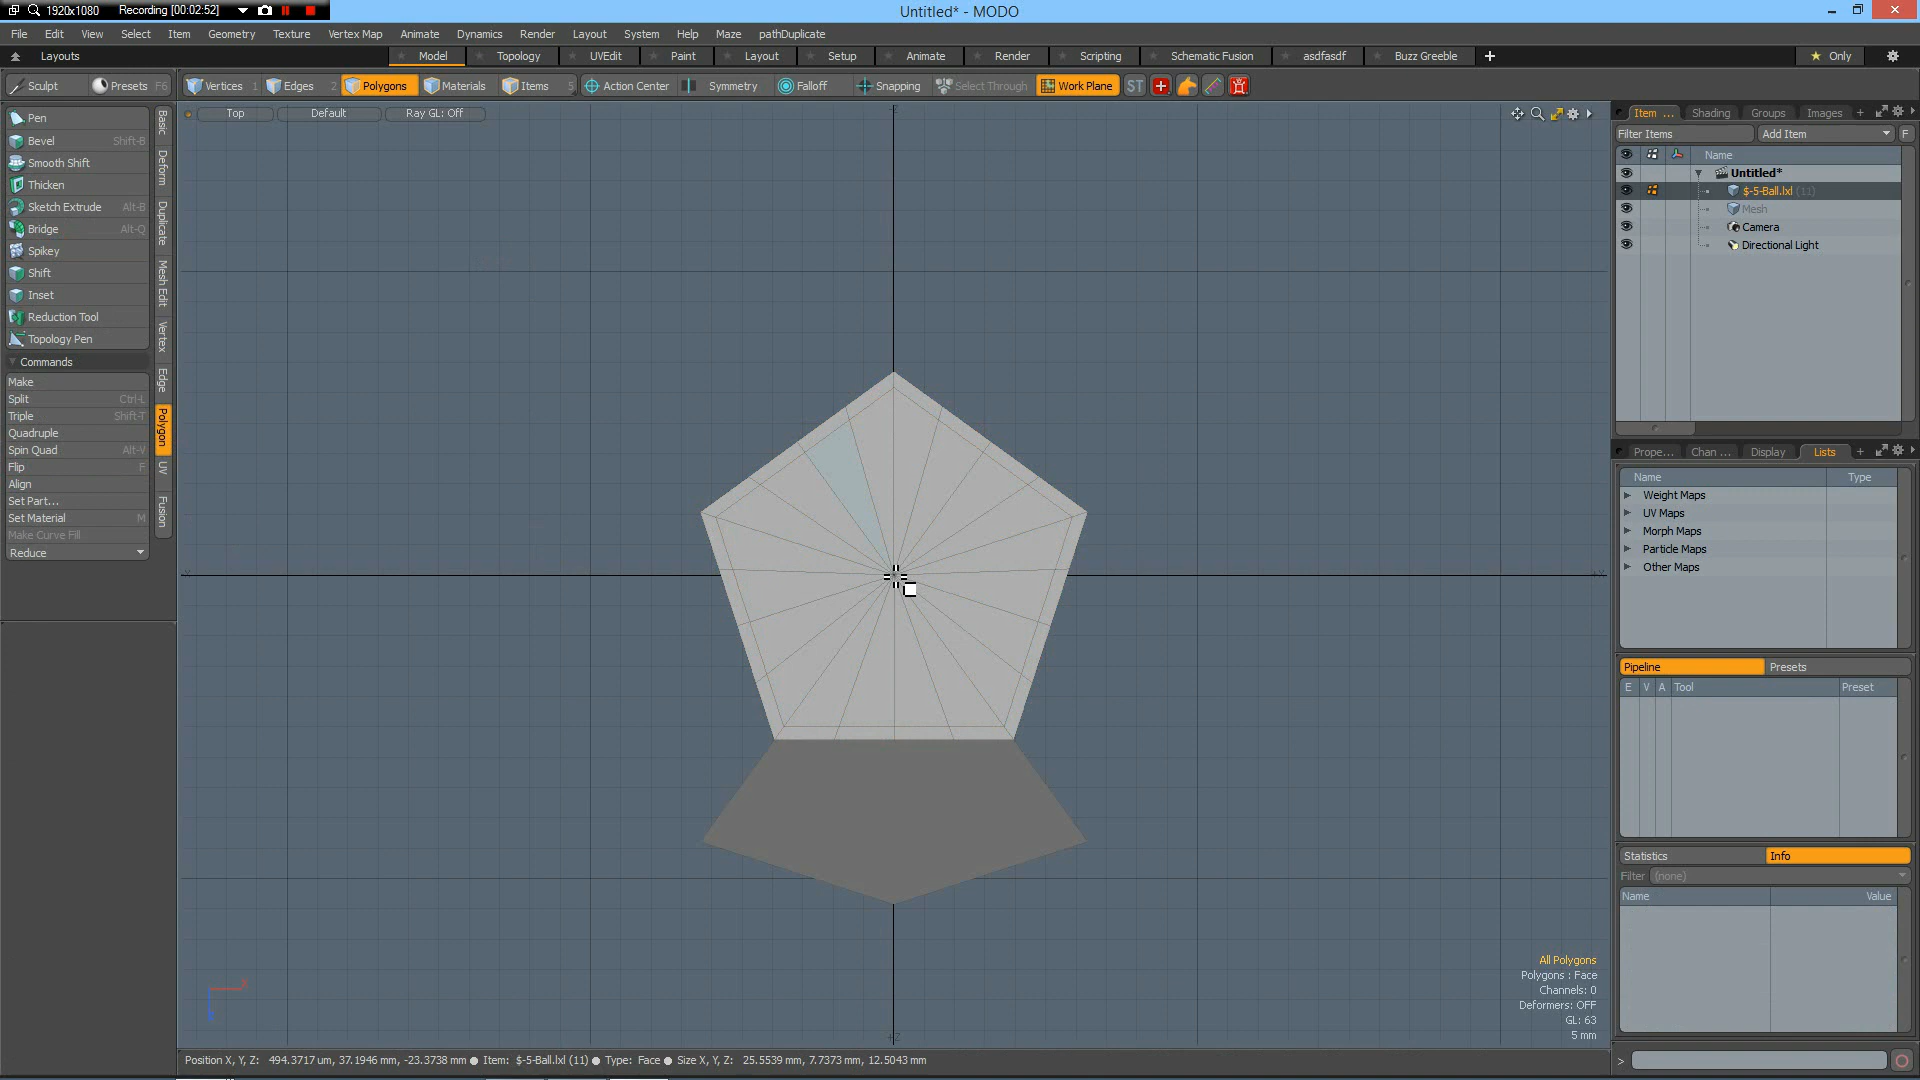 1920x1080 Recording [00:02:52]
Untitled* - MODO
File Edit View Select Item Geometry Texture Vertex Map Animate Dynamics Render Layout System Help Maze pathDuplicate
Layouts Model Topology UVEdit Paint Layout Setup Animate Render Scripting Schematic Fusion asdfasdf Buzz Greeble Only
Sculpt Presets F6 Vertices 1 Edges 2 Polygons Materials Items 5 Action Center Symmetry Falloff Snapping Select Through Work Plane ST
Top Default Ray GL: Off
Pen
Bevel Shift-B
Smooth Shift
Thicken
Sketch Extrude Alt-B
Bridge Alt-Q
Spikey
Shift
Inset
Reduction Tool
Topology Pen
Commands
Make
Split Ctrl-L
Triple Shift-T
Quadruple
Spin Quad Alt-V
Flip F
Align
Set Part...
Set Material M
Make Curve Fill
Reduce
Basic
Deform
Duplicate
Mesh Edit
Vertex
Edge
Polygon
UV
Fusion
Item ... Shading Groups Images +
Filter Items Add Item F
Name
Untitled*
$-5-Ball.lxl (11)
Mesh
Camera
Directional Light
Prope... Chan ... Display Lists +
Name Type
Weight Maps
UV Maps
Morph Maps
Particle Maps
Other Maps
Pipeline Presets
E V A Tool Preset
Statistics Info
Filter (none)
Name Value
All Polygons
Polygons : Face
Channels: 0
Deformers: OFF
GL: 63
5 mm
Position X, Y, Z: 494.3717 um, 37.1946 mm, -23.3738 mm Item: $-5-Ball.lxl (11) Type: Face Size X, Y, Z: 25.5539 mm, 7.7373 mm, 12.5043 mm